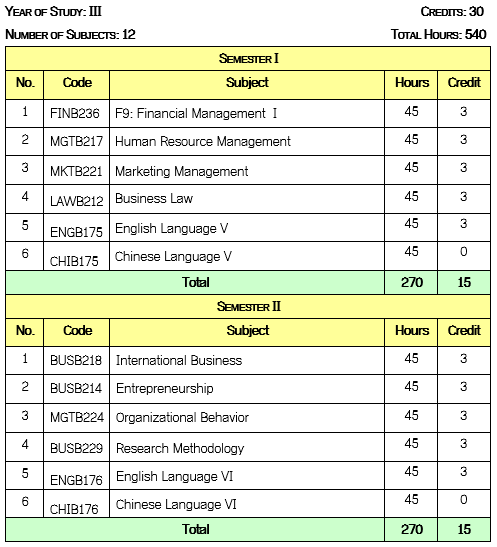 Year of Study: III Credits: 30
Number of Subjects: 12 Total Hours: 540
Semester I
No. Code Subject Hours Credit
1 FINB236 F9: Financial Management I 45 3
2 MGTB217 Human Resource Management 45 3
3 MKTB221 Marketing Management 45 3
4 LAWB212 Business Law 45 3
5 ENGB175 English Language V 45 3
6 CHIB175 Chinese Language V 45 0
Total 270 15
Semester II
No. Code Subject Hours Credit
1 BUSB218 International Business 45 3
2 BUSB214 Entrepreneurship 45 3
3 MGTB224 Organizational Behavior 45 3
4 BUSB229 Research Methodology 45 3
5 ENGB176 English Language VI 45 3
6 CHIB176 Chinese Language VI 45 0
Total 270 15